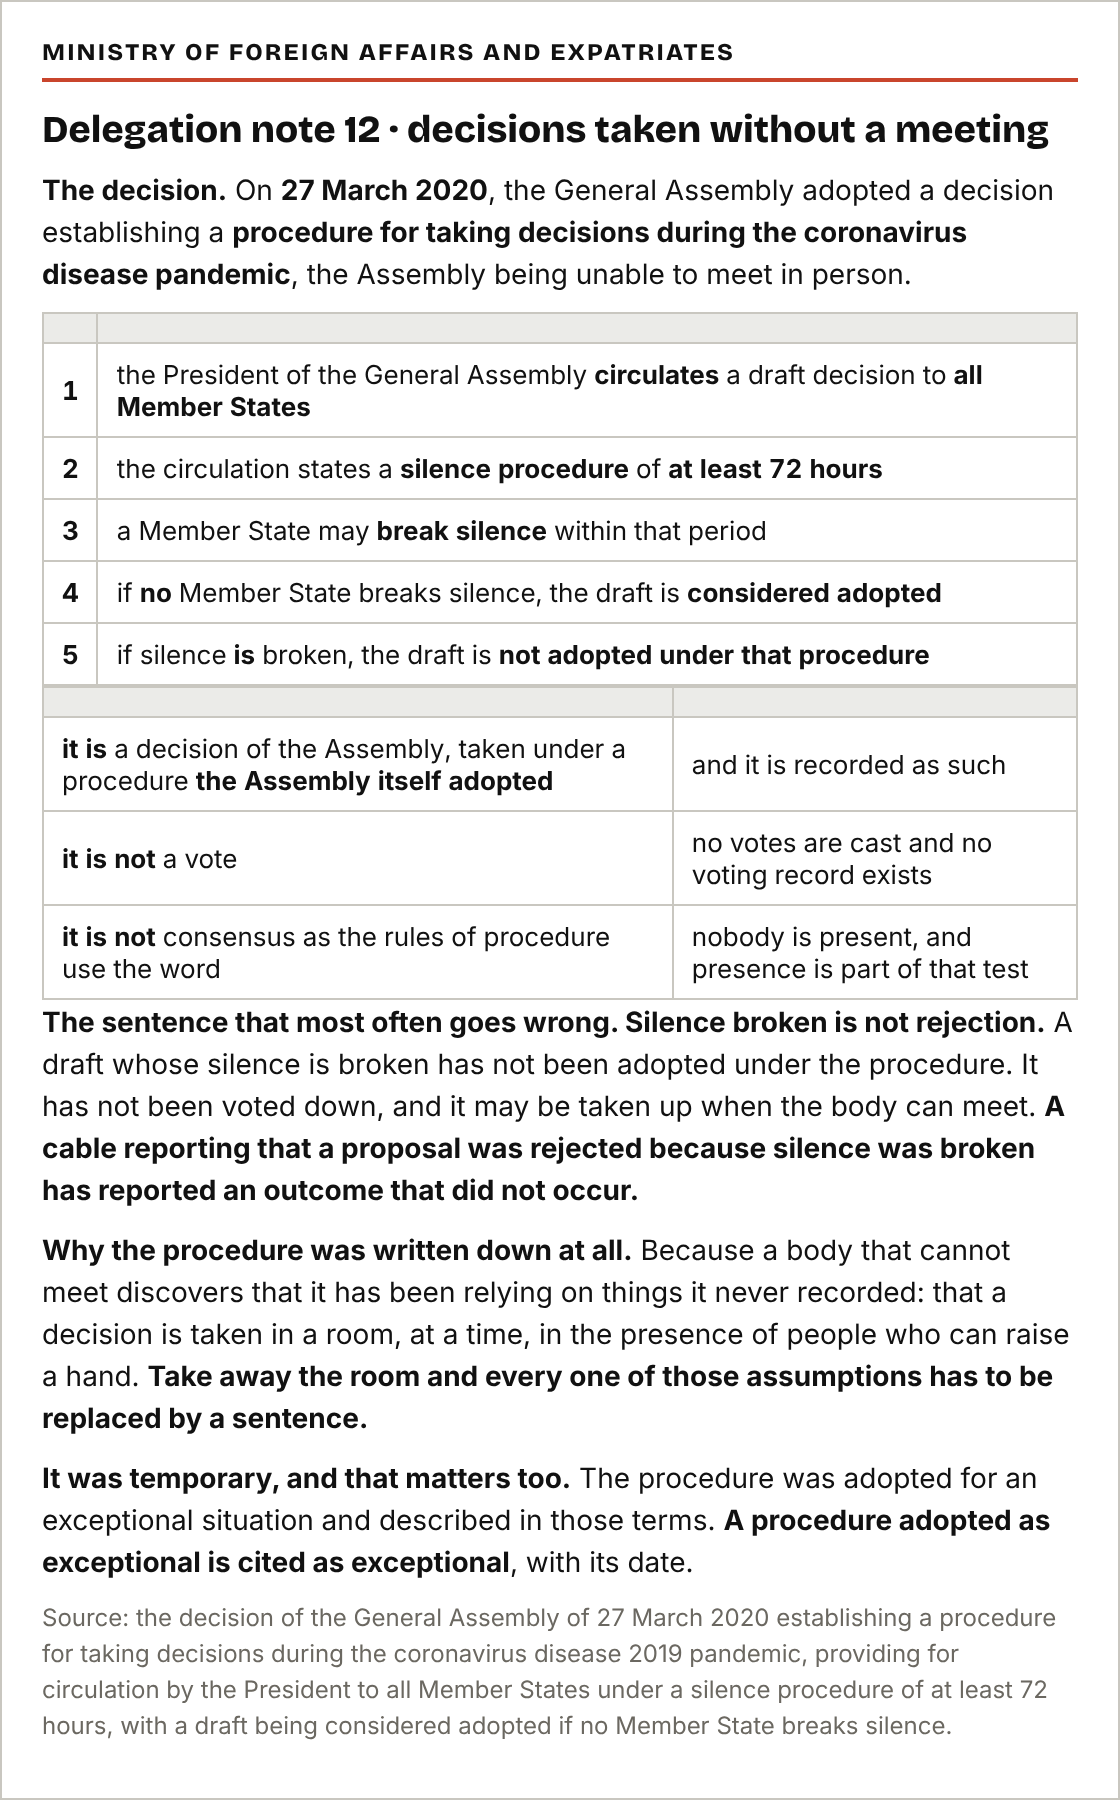 MINISTRY OF FOREIGN AFFAIRS AND EXPATRIATES
Delegation note 12 · decisions taken without a meeting
The decision. On 27 March 2020, the General Assembly adopted a decision
establishing a procedure for taking decisions during the coronavirus
disease pandemic, the Assembly being unable to meet in person.
1
the President of the General Assembly circulates a draft decision to all
Member States
2
the circulation states a silence procedure of at least 72 hours
3
a Member State may break silence within that period
4
if no Member State breaks silence, the draft is considered adopted
5
if silence is broken, the draft is not adopted under that procedure
it is a decision of the Assembly, taken under a
procedure the Assembly itself adopted
and it is recorded as such
it is not a vote
no votes are cast and no
voting record exists
it is not consensus as the rules of procedure
use the word
nobody is present, and
presence is part of that test
The sentence that most often goes wrong. Silence broken is not rejection. A
draft whose silence is broken has not been adopted under the procedure. It
has not been voted down, and it may be taken up when the body can meet. A
cable reporting that a proposal was rejected because silence was broken
has reported an outcome that did not occur.
Why the procedure was written down at all. Because a body that cannot
meet discovers that it has been relying on things it never recorded: that a
decision is taken in a room, at a time, in the presence of people who can raise
a hand. Take away the room and every one of those assumptions has to be
replaced by a sentence.
It was temporary, and that matters too. The procedure was adopted for an
exceptional situation and described in those terms. A procedure adopted as
exceptional is cited as exceptional, with its date.
Source: the decision of the General Assembly of 27 March 2020 establishing a procedure
for taking decisions during the coronavirus disease 2019 pandemic, providing for
circulation by the President to all Member States under a silence procedure of at least 72
hours, with a draft being considered adopted if no Member State breaks silence.